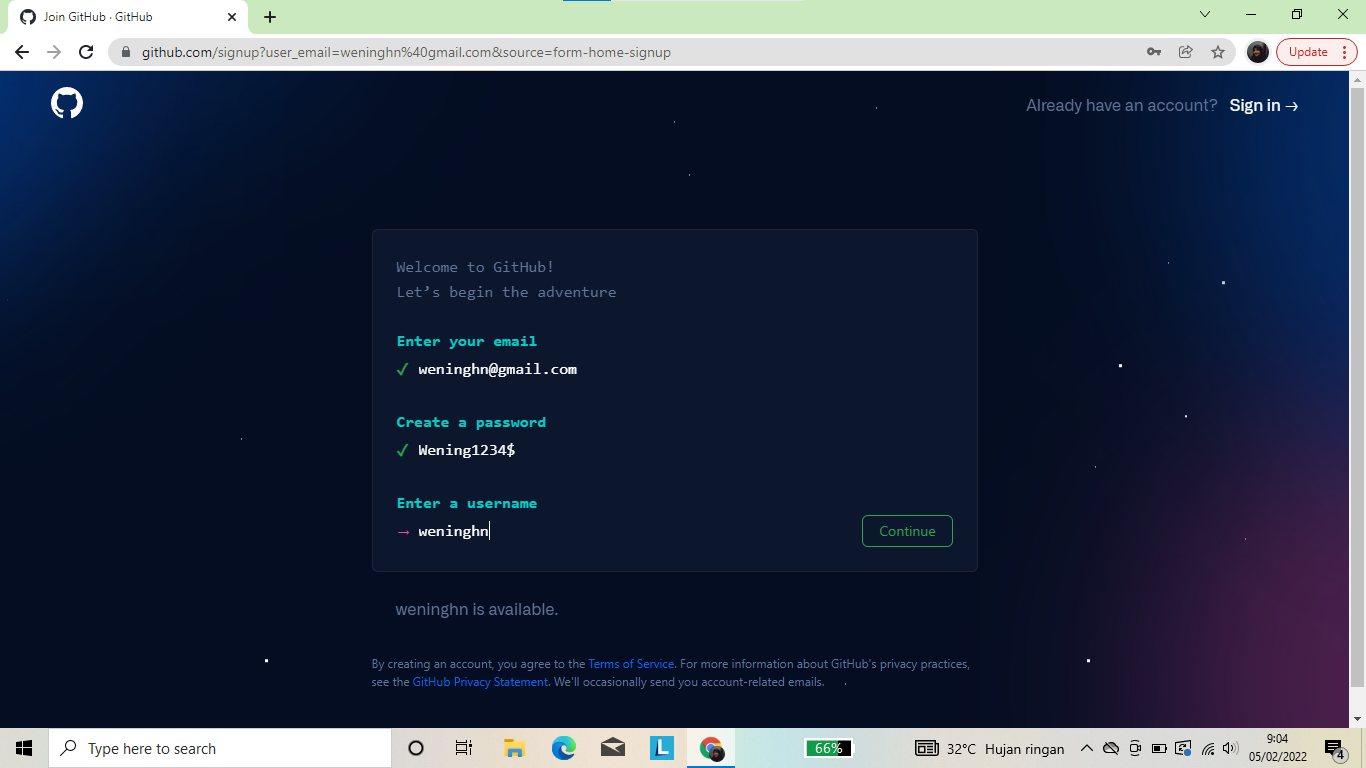 Join GitHub · GitHub
github.com/signup?user_email=weninghn%40gmail.com&source=form-home-signup
Update
Already have an account? Sign in →
Welcome to GitHub!
Let’s begin the adventure
Enter your email
✓ weninghn@gmail.com
Create a password
✓ Wening1234$
Enter a username
→ weninghn
Continue
weninghn is available.
By creating an account, you agree to the Terms of Service. For more information about GitHub's privacy practices,
see the GitHub Privacy Statement. We'll occasionally send you account-related emails.
Type here to search
L
66%
32°C Hujan ringan
9:04
05/02/2022
4